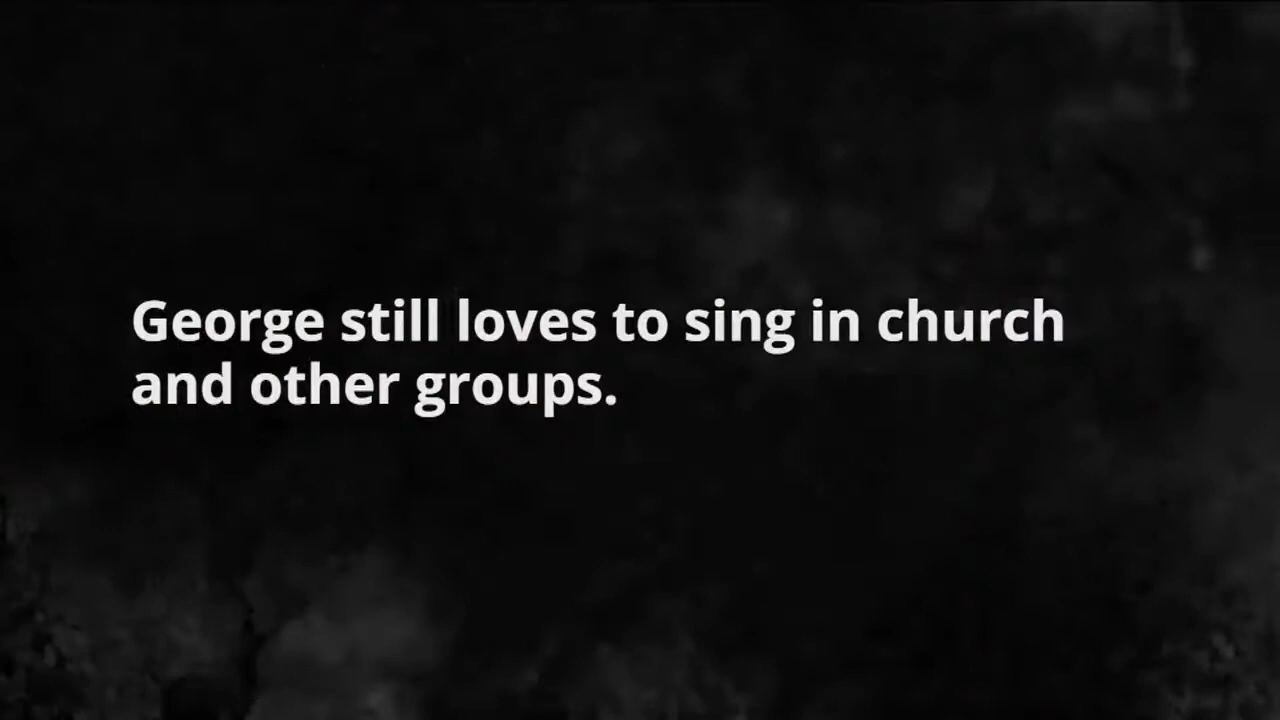 George still loves to sing in church
and other groups.